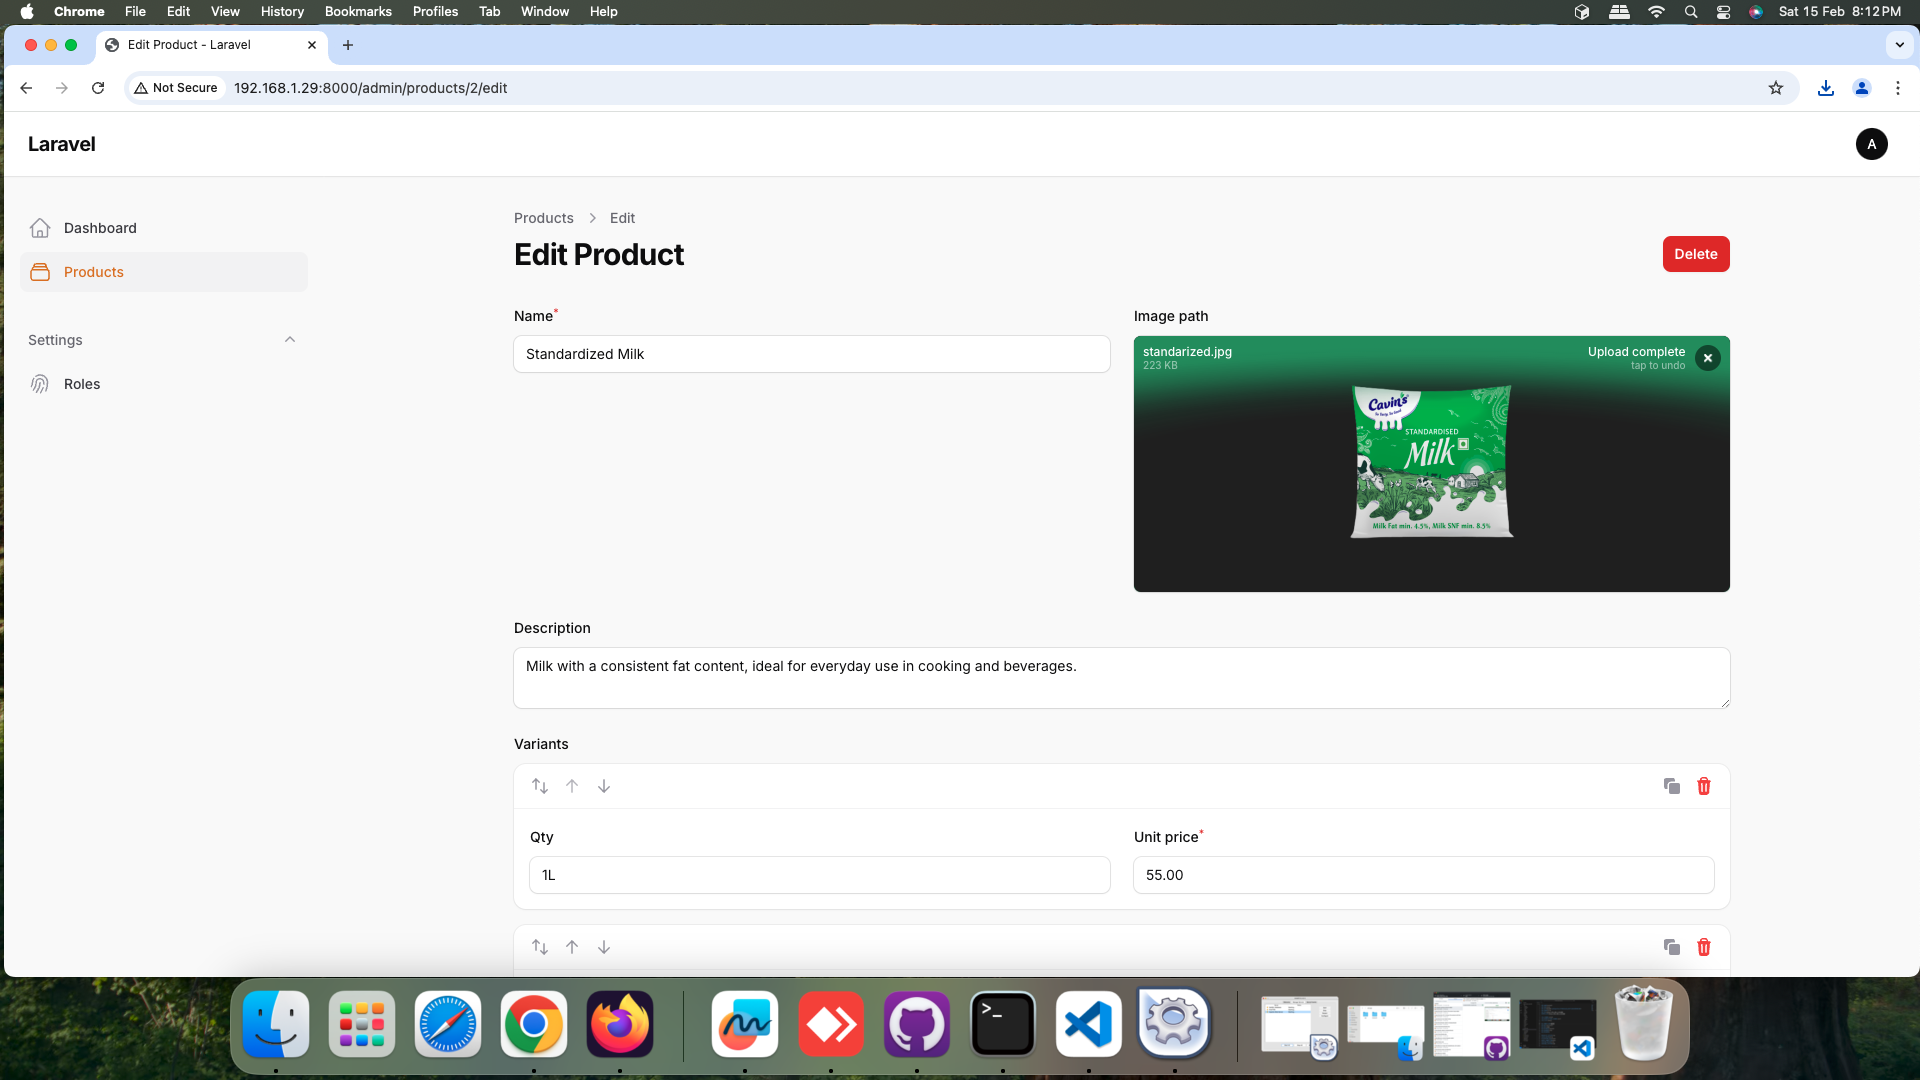 Chrome File Edit View History Bookmarks Profiles Tab Window Help Sat 15 Feb 8:12 PM
Edit Product - Laravel
Not Secure 192.168.1.29:8000/admin/products/2/edit
Laravel
A
Dashboard
Products
Settings
Roles
Products > Edit
Edit Product
Delete
Name*
Standardized Milk
Image path
standarized.jpg
223 KB
Upload complete
tap to undo
Cavin's
STANDARDISED
Milk
Milk Fat min. 4.5%, Milk SNF min. 8.5%
Description
Milk with a consistent fat content, ideal for everyday use in cooking and beverages.
Variants
Qty
1L
Unit price*
55.00